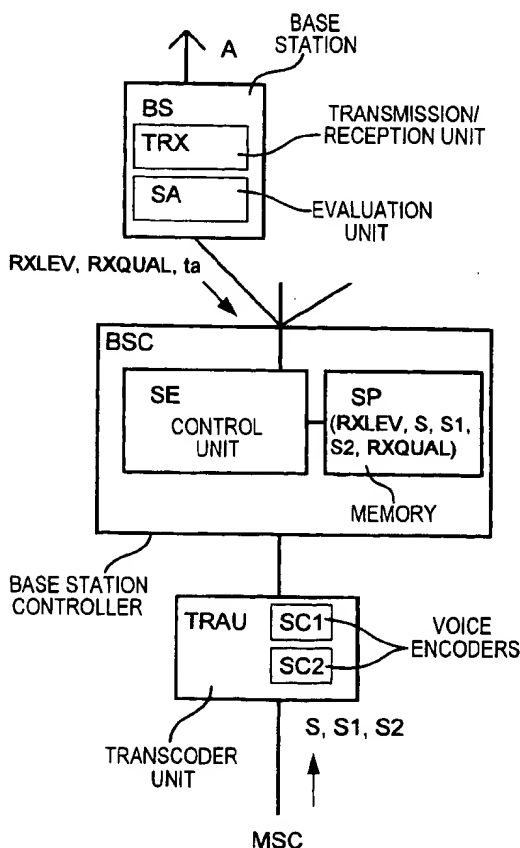 A
BASE
STATION
BS
TRX
TRANSMISSION/
RECEPTION UNIT
SA
EVALUATION
UNIT
RXLEV, RXQUAL, ta
BSC
SE
CONTROL
UNIT
SP
(RXLEV, S, S1,
S2, RXQUAL)
MEMORY
BASE STATION
CONTROLLER
TRAU
SC1
SC2
VOICE
ENCODERS
TRANSCODER
UNIT
S, S1, S2
MSC